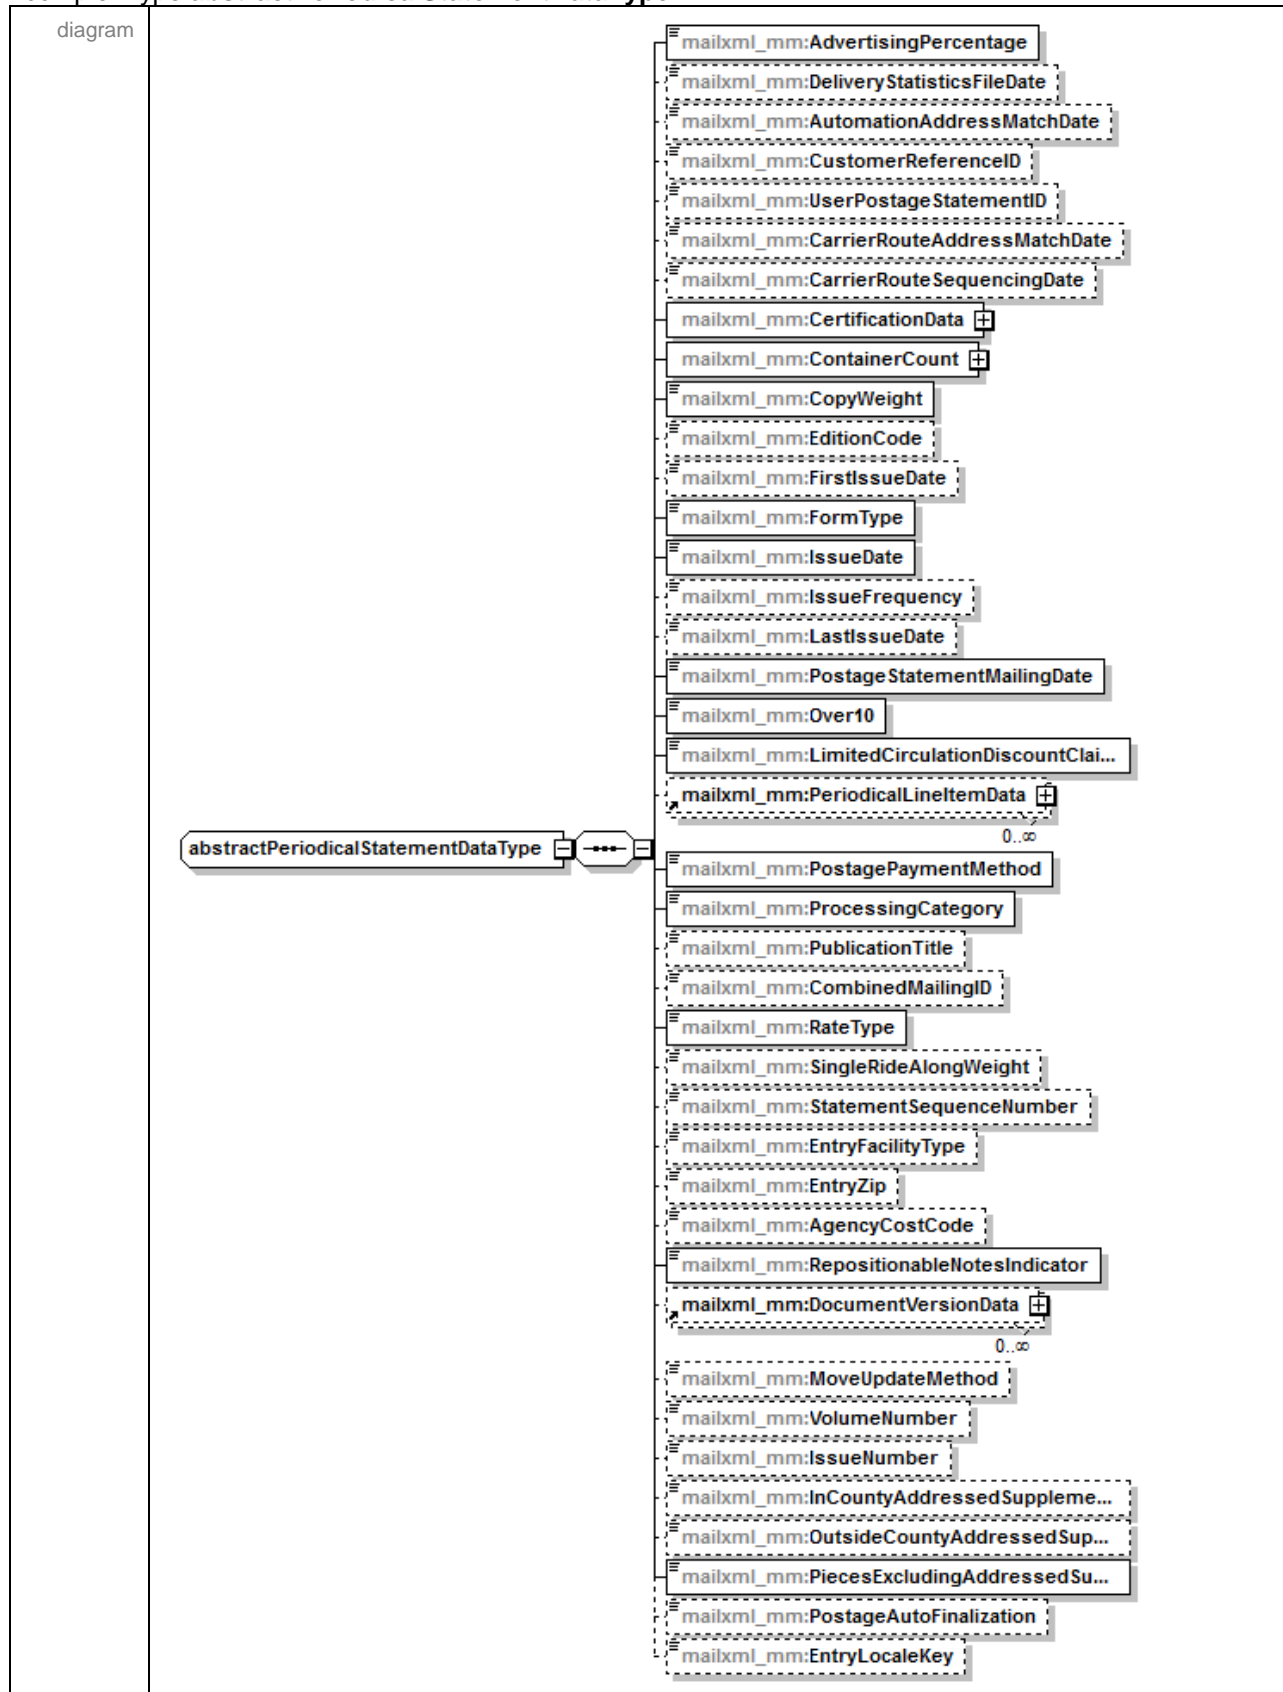 diagram
mailxml_mm:AdvertisingPercentage
mailxml_mm:DeliveryStatisticsFileDate
mailxml_mm:AutomationAddressMatchDate
mailxml_mm:CustomerReferenceID
mailxml_mm:UserPostageStatementID
mailxml_mm:CarrierRouteAddressMatchDate
mailxml_mm:CarrierRouteSequencingDate
mailxml_mm:CertificationData
mailxml_mm:ContainerCount
mailxml_mm:CopyWeight
mailxml_mm:EditionCode
mailxml_mm:FirstIssueDate
mailxml_mm:FormType
mailxml_mm:IssueDate
mailxml_mm:IssueFrequency
mailxml_mm:LastIssueDate
mailxml_mm:PostageStatementMailingDate
mailxml_mm:Over10
mailxml_mm:LimitedCirculationDiscountClai...
mailxml_mm:PeriodicalLineItemData
0..∞
abstractPeriodicalStatementDataType
mailxml_mm:PostagePaymentMethod
mailxml_mm:ProcessingCategory
mailxml_mm:PublicationTitle
mailxml_mm:CombinedMailingID
mailxml_mm:RateType
mailxml_mm:SingleRideAlongWeight
mailxml_mm:StatementSequenceNumber
mailxml_mm:EntryFacilityType
mailxml_mm:EntryZip
mailxml_mm:AgencyCostCode
mailxml_mm:RepositionableNotesIndicator
mailxml_mm:DocumentVersionData
0..∞
mailxml_mm:MoveUpdateMethod
mailxml_mm:VolumeNumber
mailxml_mm:IssueNumber
mailxml_mm:InCountyAddressedSuppleme...
mailxml_mm:OutsideCountyAddressedSup...
mailxml_mm:PiecesExcludingAddressedSu...
mailxml_mm:PostageAutoFinalization
mailxml_mm:EntryLocaleKey